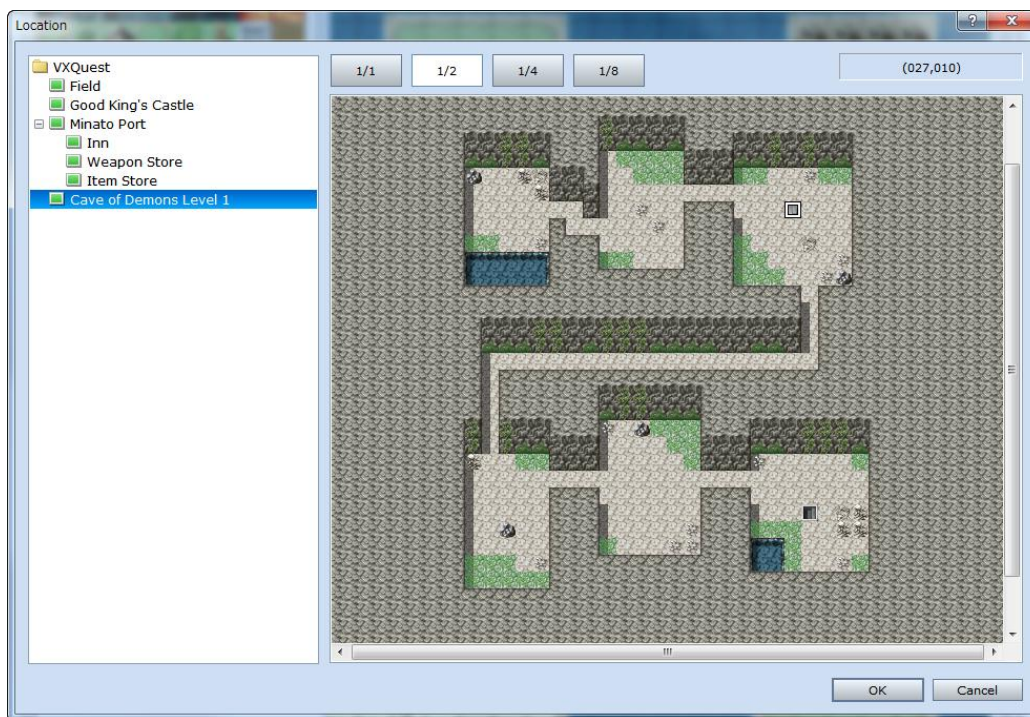 Location
VXQuest
Field
Good King's Castle
Minato Port
Inn
Weapon Store
Item Store
Cave of Demons Level 1
1/1 1/2 1/4 1/8
(027,010)
OK Cancel